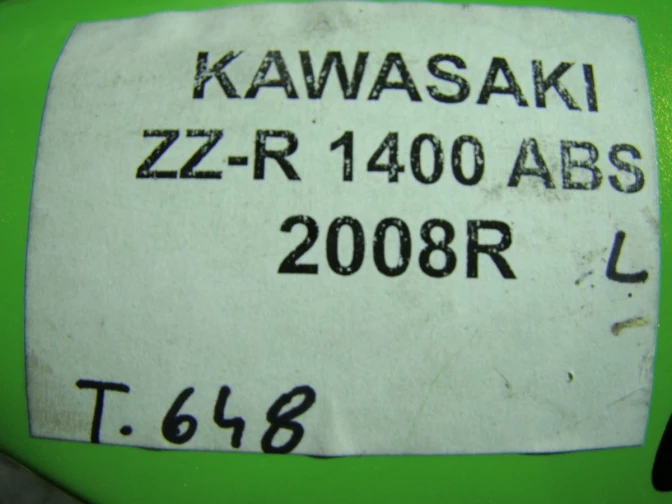 KAWASAKI
ZZ-R 1400 ABS
2008R L
T. 648